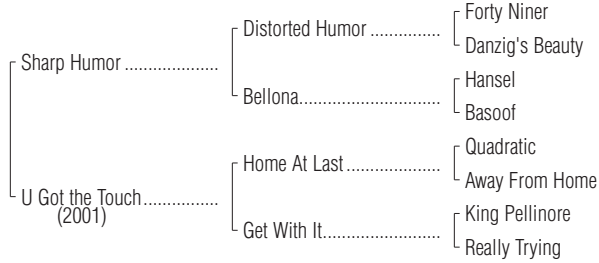 Forty Niner
Distorted Humor ...............
Danzig's Beauty
Sharp Humor ....................
Hansel
Bellona..............................
Basoof
Quadratic
Home At Last ....................
Away From Home
U Got the Touch................
(2001)
King Pellinore
Get With It.........................
Really Trying